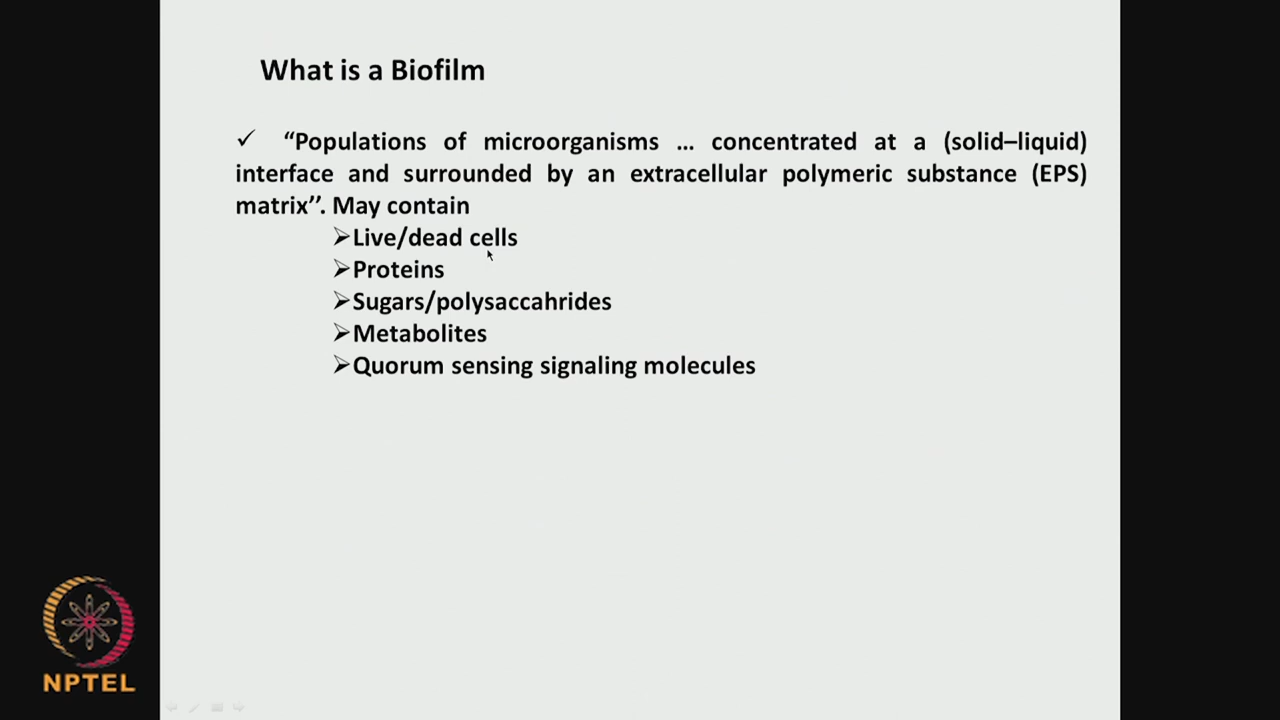 What is a Biofilm
✓ “Populations of microorganisms ... concentrated at a (solid–liquid)
interface and surrounded by an extracellular polymeric substance (EPS)
matrix’’. May contain
➢Live/dead cells
➢Proteins
➢Sugars/polysaccahrides
➢Metabolites
➢Quorum sensing signaling molecules
NPTEL